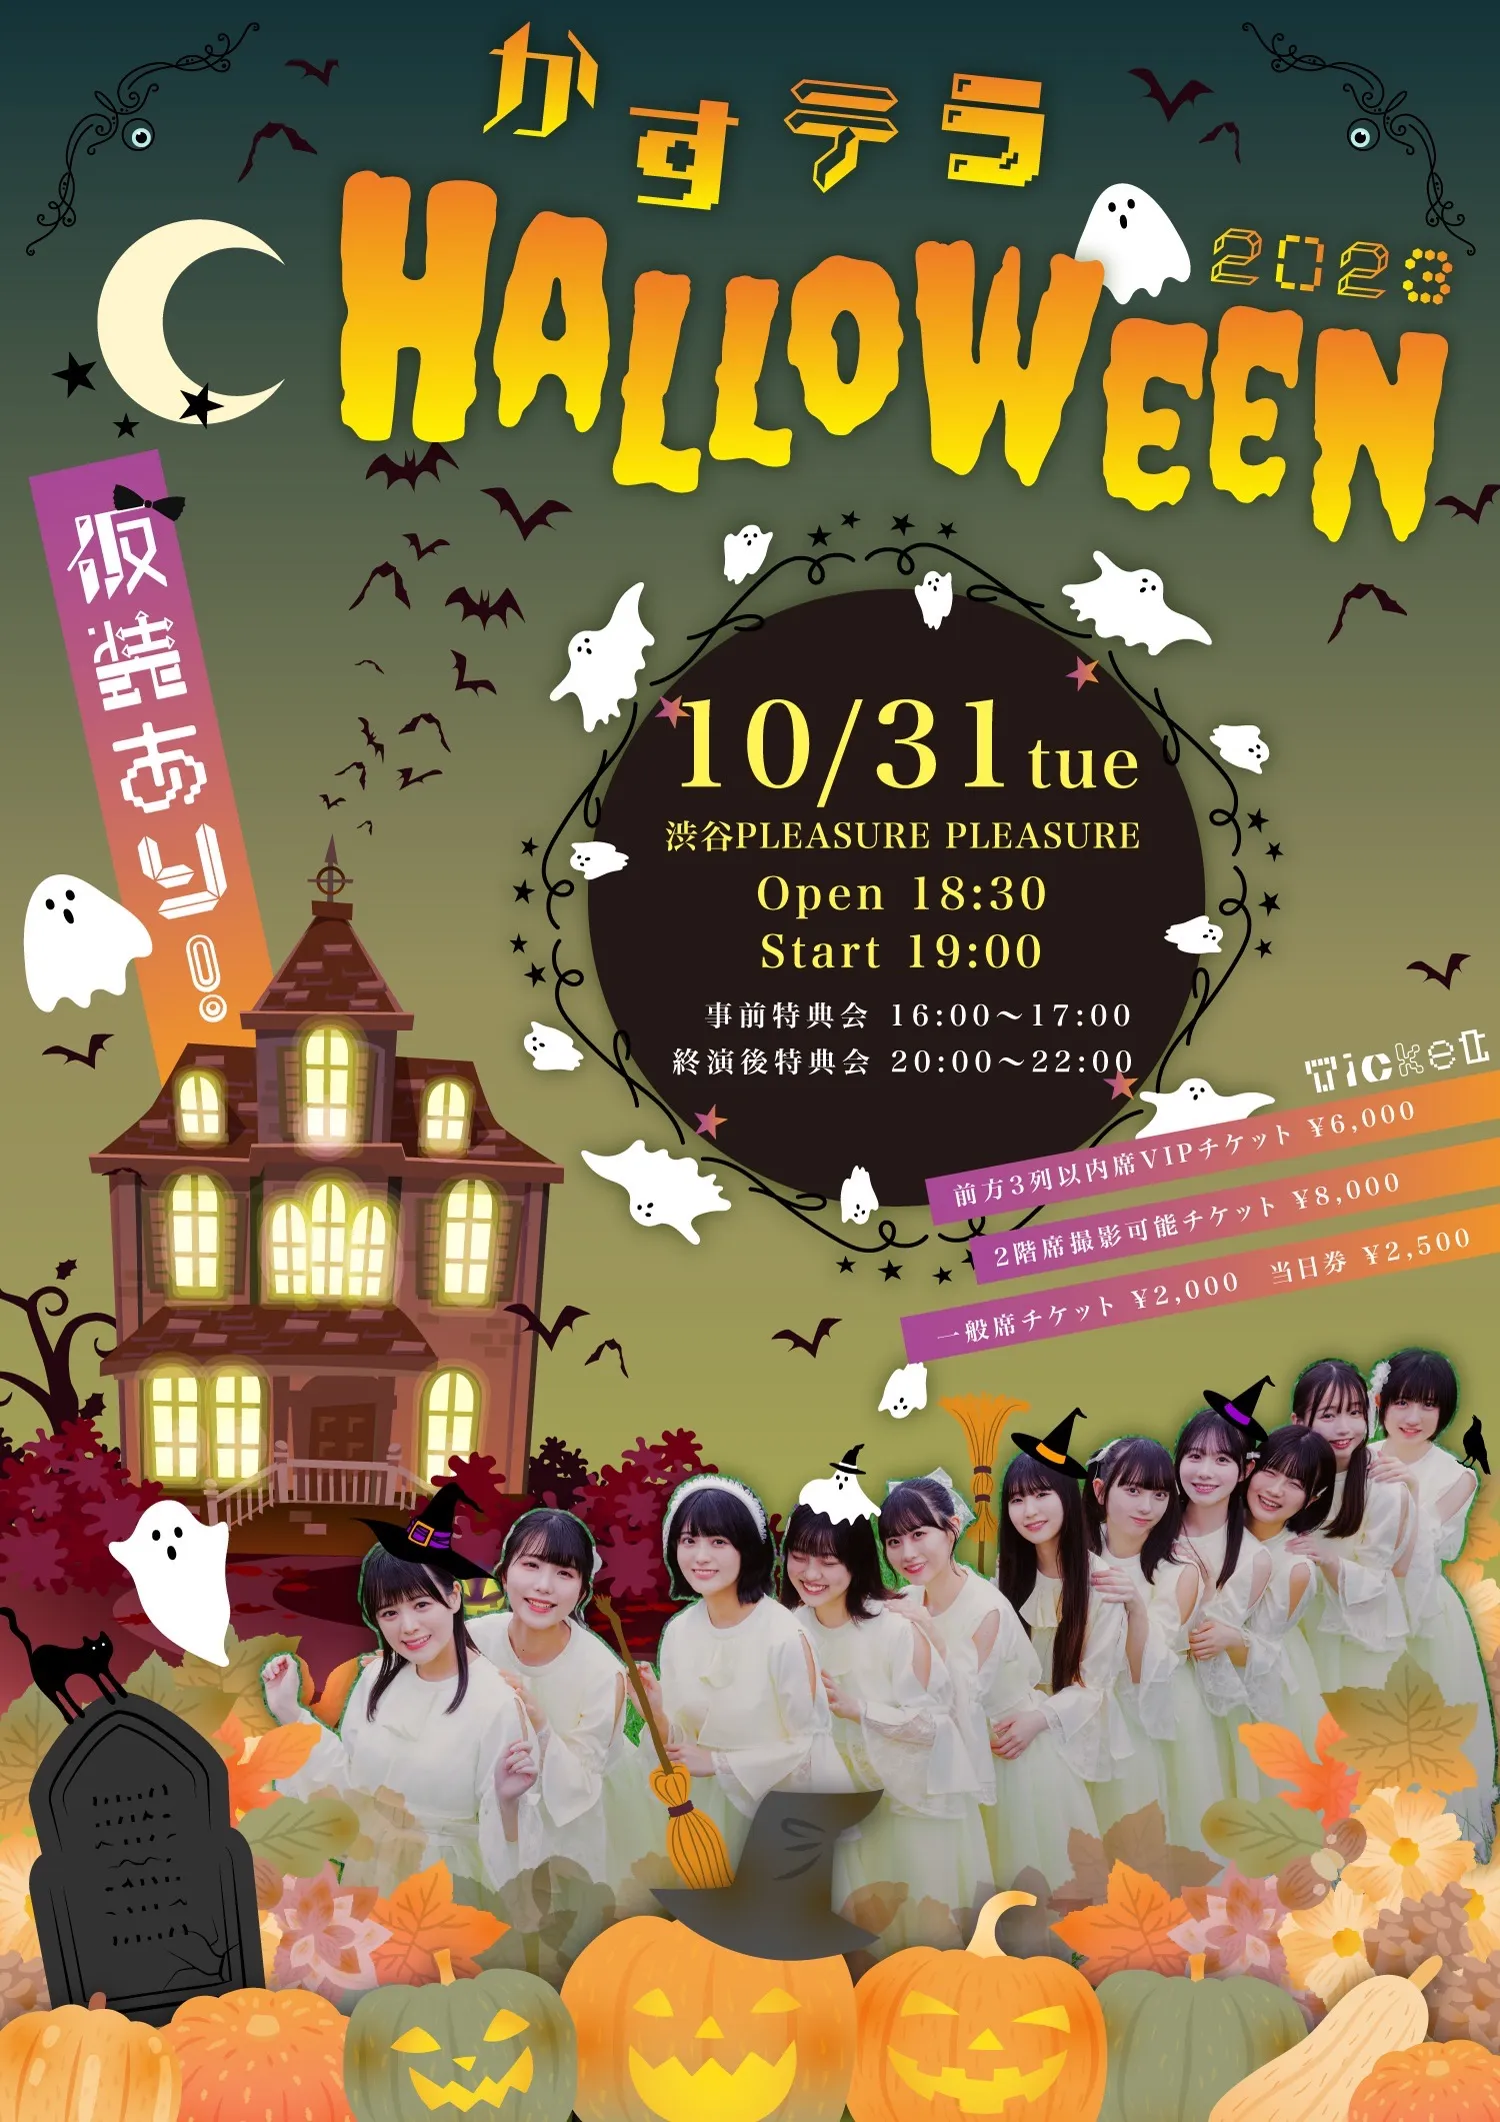 かすテラ
HALLOWEEN
2023
仮装あり!
10/31 tue
渋谷PLEASURE PLEASURE
Open 18:30
Start 19:00
事前特典会 16:00〜17:00
終演後特典会 20:00〜22:00
Ticket
前方3列以内席VIPチケット ¥6,000
2階席撮影可能チケット ¥8,000
一般席チケット ¥2,000 当日券 ¥2,500